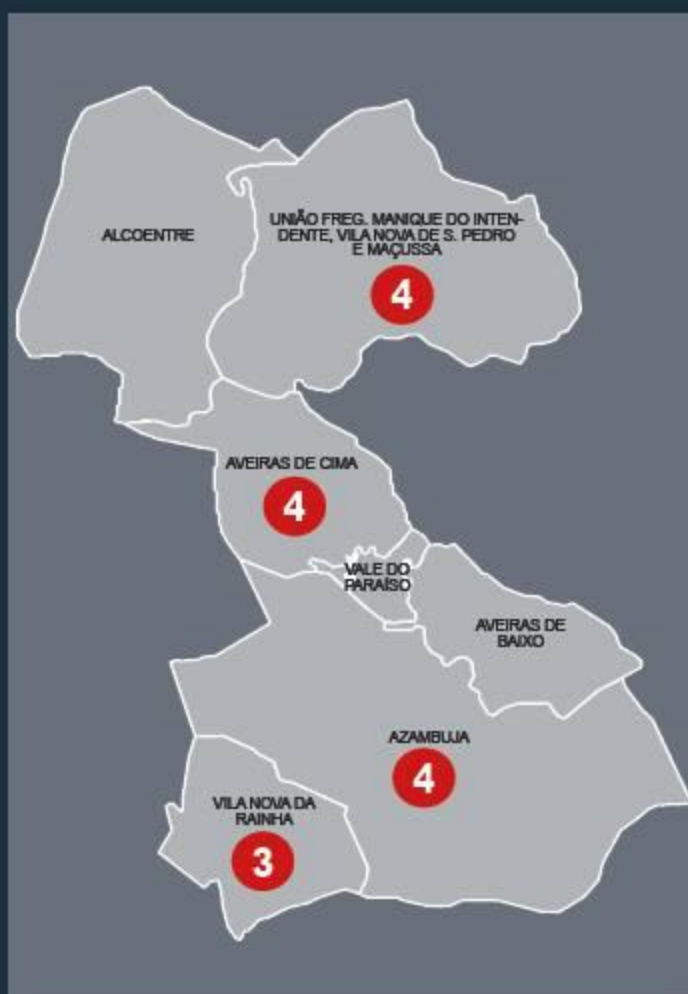 ALCOENTRE
UNIÃO FREG. MANIQUE DO INTEN-
DENTE, VILA NOVA DE S. PEDRO
E MAÇUSSA
4
AVEIRAS DE CIMA
4
VALE DO
PARAÍSO
AVEIRAS DE
BAIXO
AZAMBUJA
4
VILA NOVA DA
RAINHA
3